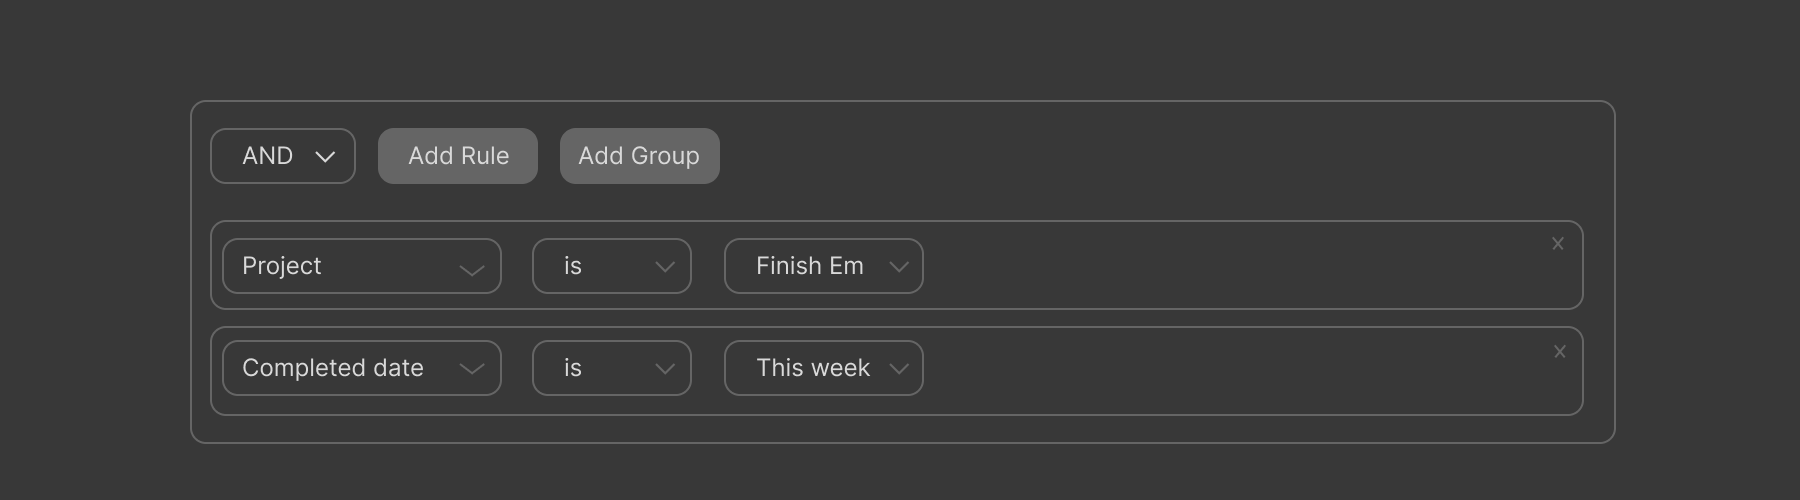 AND Add Rule Add Group
Project is Finish Em x
Completed date is This week x